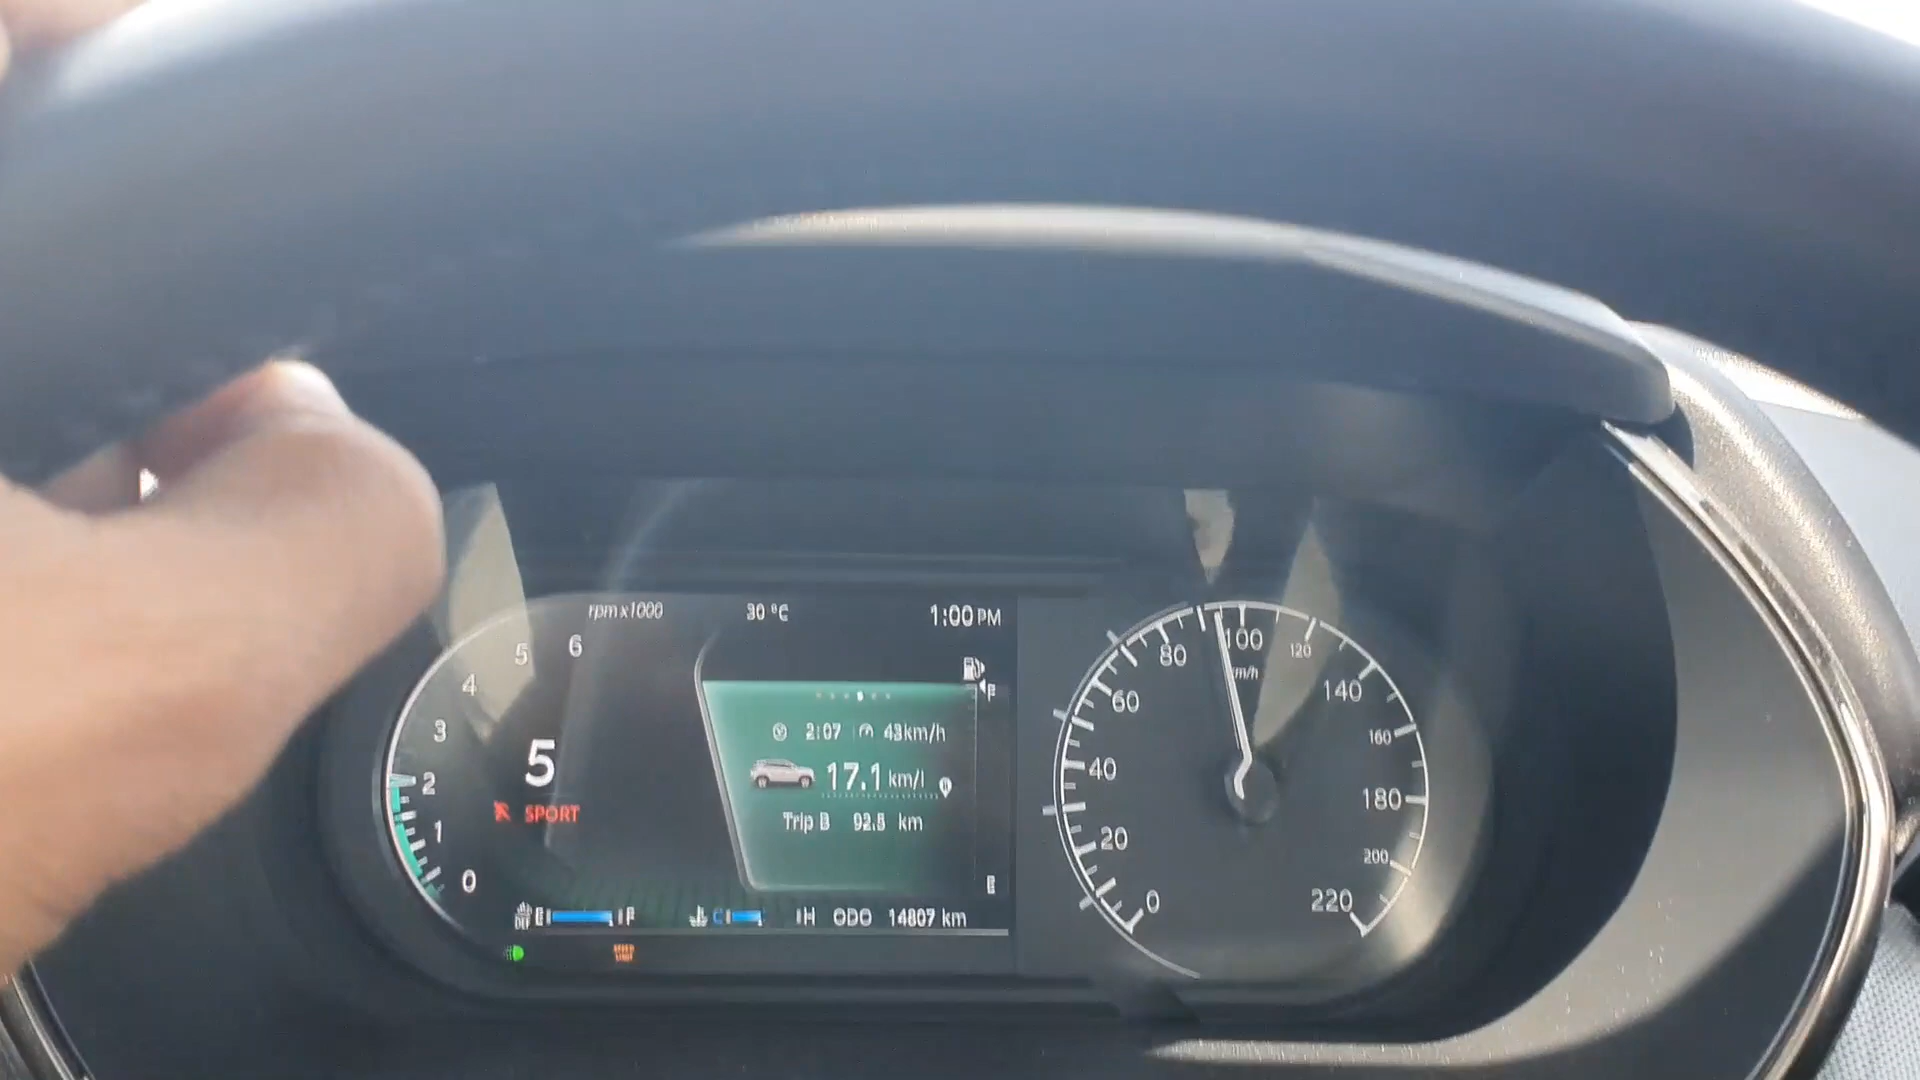 rpm x1000
30 °C
1:00 PM
6
5
4
3
2
1
0
5
SPORT
2:07
43km/h
17.1 km/l
Trip B 92.5 km
F
E
DEF E F
C
ODO 14807 km
0
20
40
60
80
100
120
140
160
180
200
220
km/h